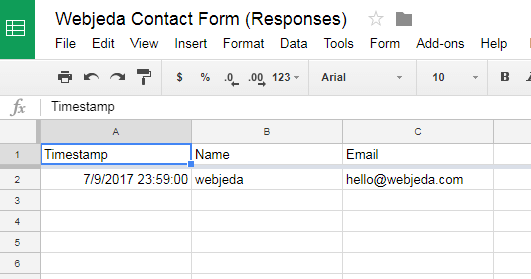 Webjeda Contact Form (Responses)
File Edit View Insert Format Data Tools Form Add-ons Help
$ % .0 .00 123 Arial 10 B
fx Timestamp
A B C
1 Timestamp Name Email
2 7/9/2017 23:59:00 webjeda hello@webjeda.com
3
4
5
6
7